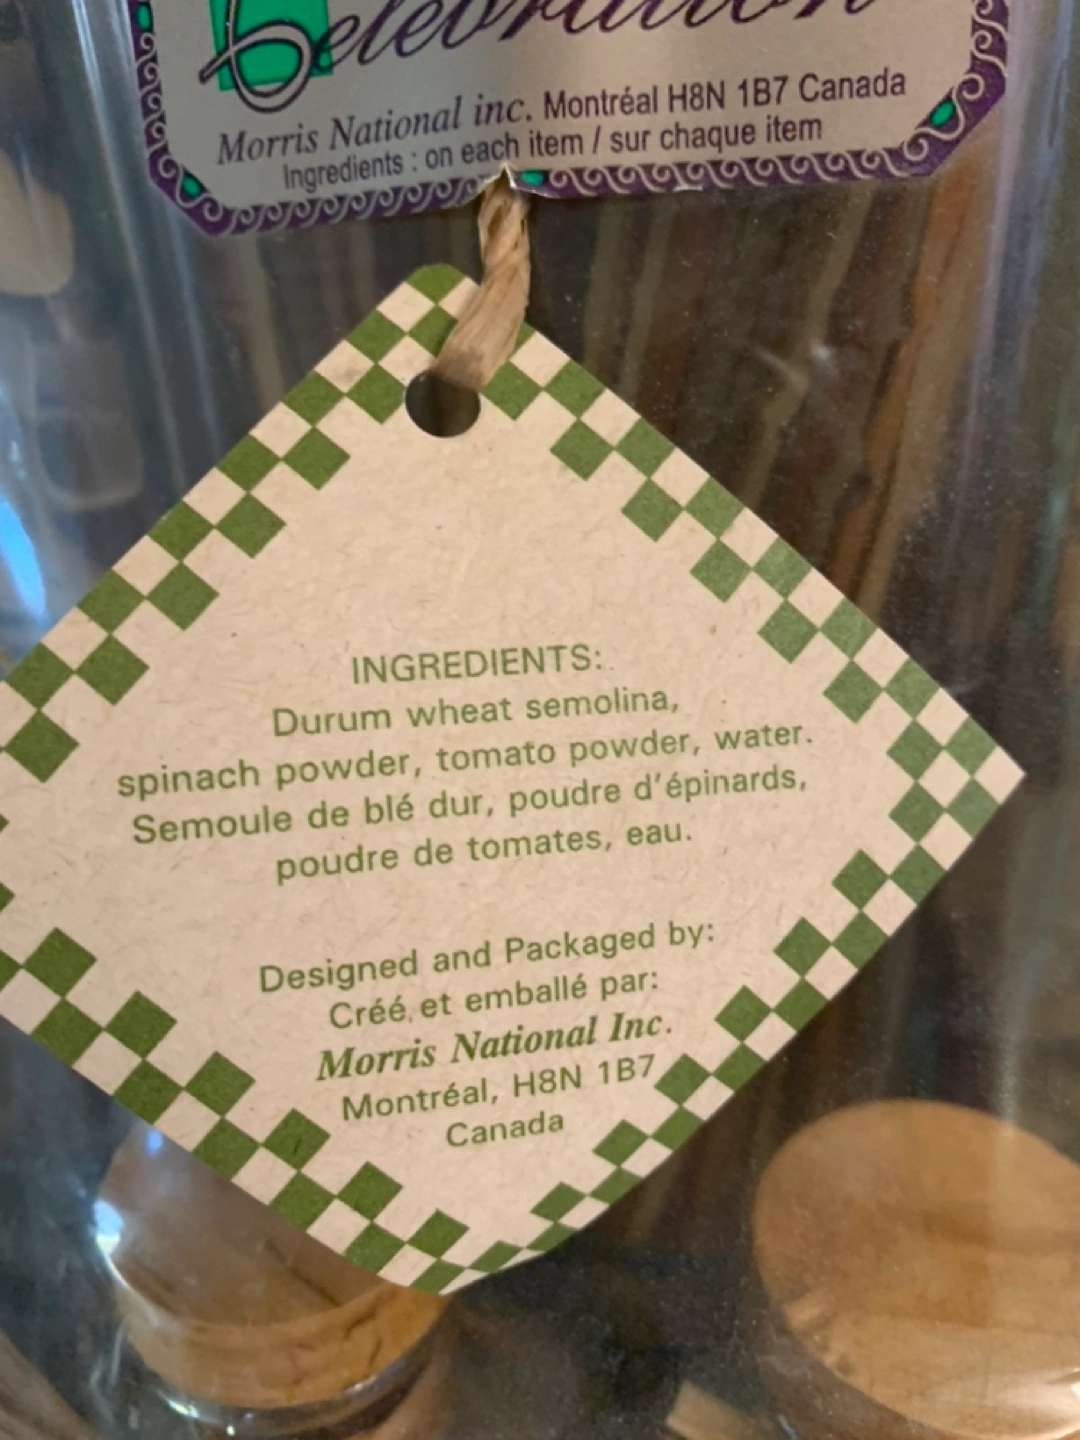 Celebration
Morris National inc. Montréal H8N 1B7 Canada
Ingredients : on each item / sur chaque item
INGREDIENTS:
Durum wheat semolina,
spinach powder, tomato powder, water.
Semoule de blé dur, poudre d'épinards,
poudre de tomates, eau.
Designed and Packaged by:
Créé et emballé par:
Morris National Inc.
Montréal, H8N 1B7
Canada